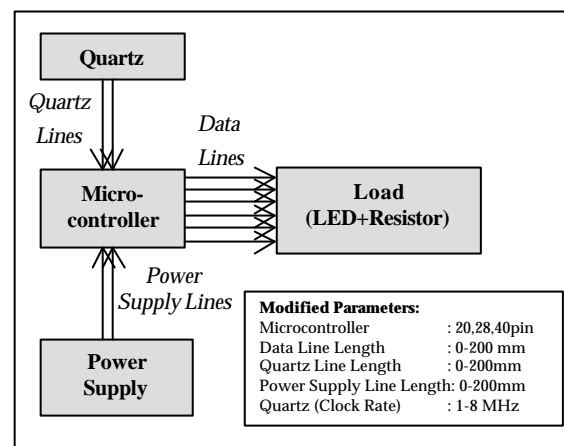 Quartz
Quartz
Lines
Data
Lines
Micro-
controller
Load
(LED+Resistor)
Power
Supply Lines
Power
Supply
Modified Parameters:
Microcontroller : 20,28,40pin
Data Line Length : 0-200 mm
Quartz Line Length : 0-200mm
Power Supply Line Length: 0-200mm
Quartz (Clock Rate) : 1-8 MHz